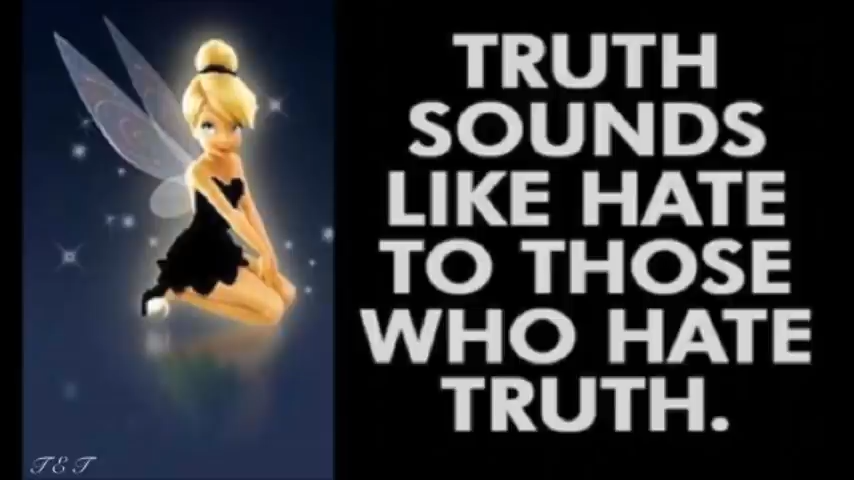 TRUTH
SOUNDS
LIKE HATE
TO THOSE
WHO HATE
TRUTH.
T&T